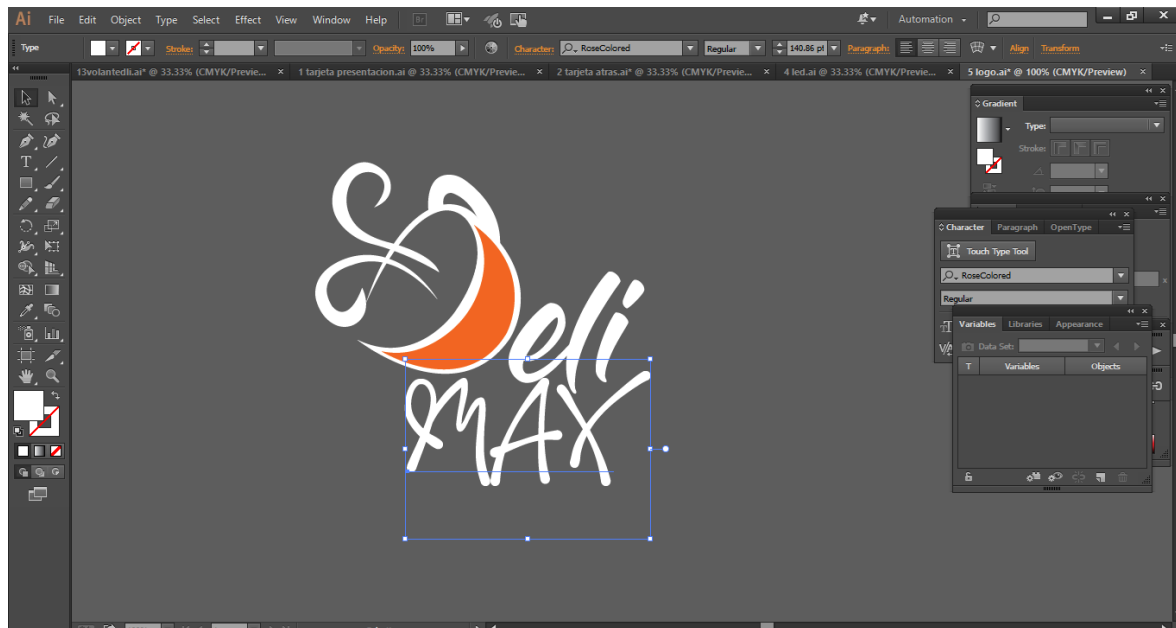 Ai File Edit Object Type Select Effect View Window Help Br Automation
Type Stroke: Opacity: 100% Character: RoseColored Regular 140.86 pt Paragraph: Align Transform
13volantedli.ai* @ 33.33% (CMYK/Previe... × 1 tarjeta presentacion.ai @ 33.33% (CMYK/Previe... × 2 tarjeta atras.ai* @ 33.33% (CMYK/Previe... × 4 led.ai @ 33.33% (CMYK/Previe... × 5 logo.ai* @ 100% (CMYK/Preview) ×
Gradient
Type:
Stroke:
Character Paragraph OpenType
Touch Type Tool
RoseColored
Regular
Variables Libraries Appearance
Data Set:
T Variables Objects
Deli
MAX